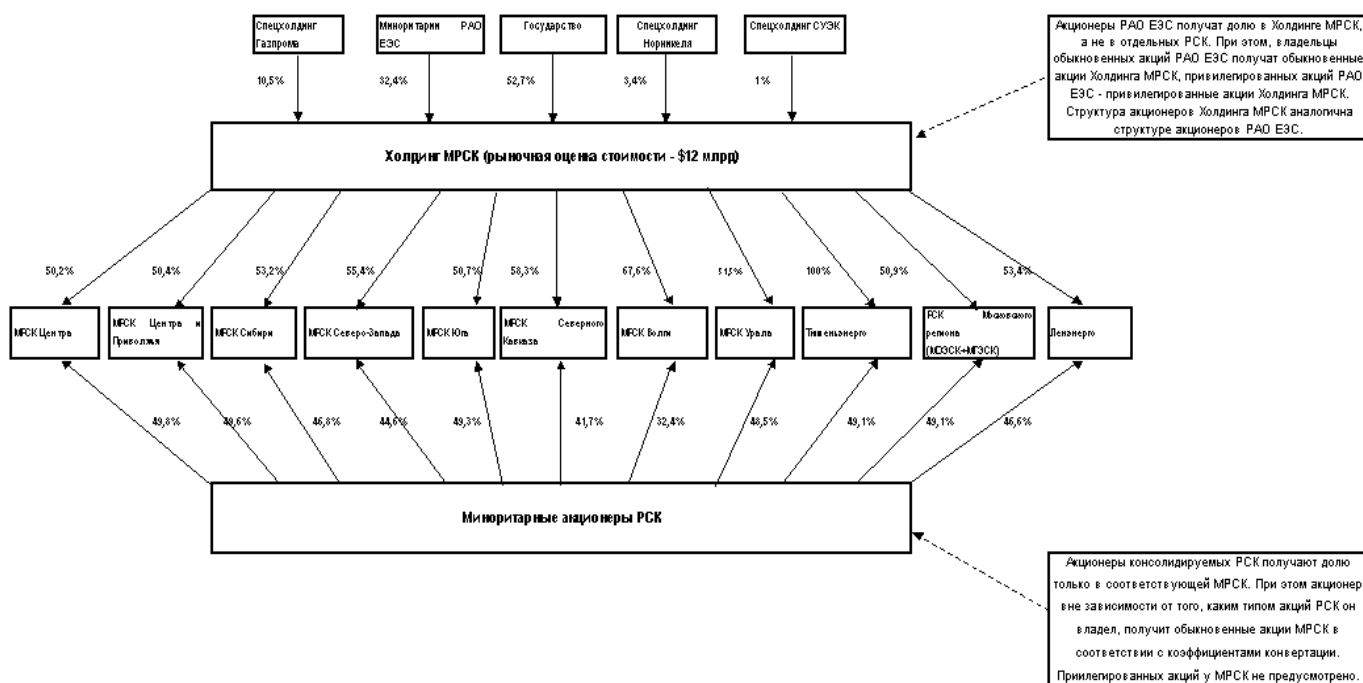 Спецхолдинг
Газпрома
Миноритарии РАО
ЕЭС
Государство
Спецхолдинг
Норникеля
Спецхолдинг СУЭК
Акционеры РАО ЕЭС получат долю в Холдинге МРСК,
а не в отдельных РСК. При этом, владельцы
обыкновенных акций РАО ЕЭС получат обыкновенные
акции Холдинга МРСК, привилегированных акций РАО
ЕЭС - привилегированные акции Холдинга МРСК.
Структура акционеров Холдинга МРСК аналогична
структуре акционеров РАО ЕЭС.
10,5%
32,4%
52,7%
3,4%
1%
Холдинг МРСК (рыночная оценка стоимости - $12 млрд)
50,2%
50,4%
53,2%
55,4%
50,7%
58,3%
67,6%
51,5%
100%
50,9%
53,4%
МРСК Центра
МРСК Центра и
Приволжья
МРСК Сибири
МРСК Северо-Запада
МРСК Юга
МРСК Северного
Кавказа
МРСК Волги
МРСК Урала
Тюменьэнерго
РСК Московского
региона
(МОЭСК+МГЭСК)
Ленэнерго
49,8%
49,6%
46,8%
44,6%
49,3%
41,7%
32,4%
48,5%
49,1%
49,1%
46,6%
Миноритарные акционеры РСК
Акционеры консолидируемых РСК получают долю
только в соответствующей МРСК. При этом акционер
вне зависимости от того, каким типом акций РСК он
владел, получит обыкновенные акции МРСК в
соответствии с коэффициентами конвертации.
Прилегированных акций у МРСК не предусмотрено.